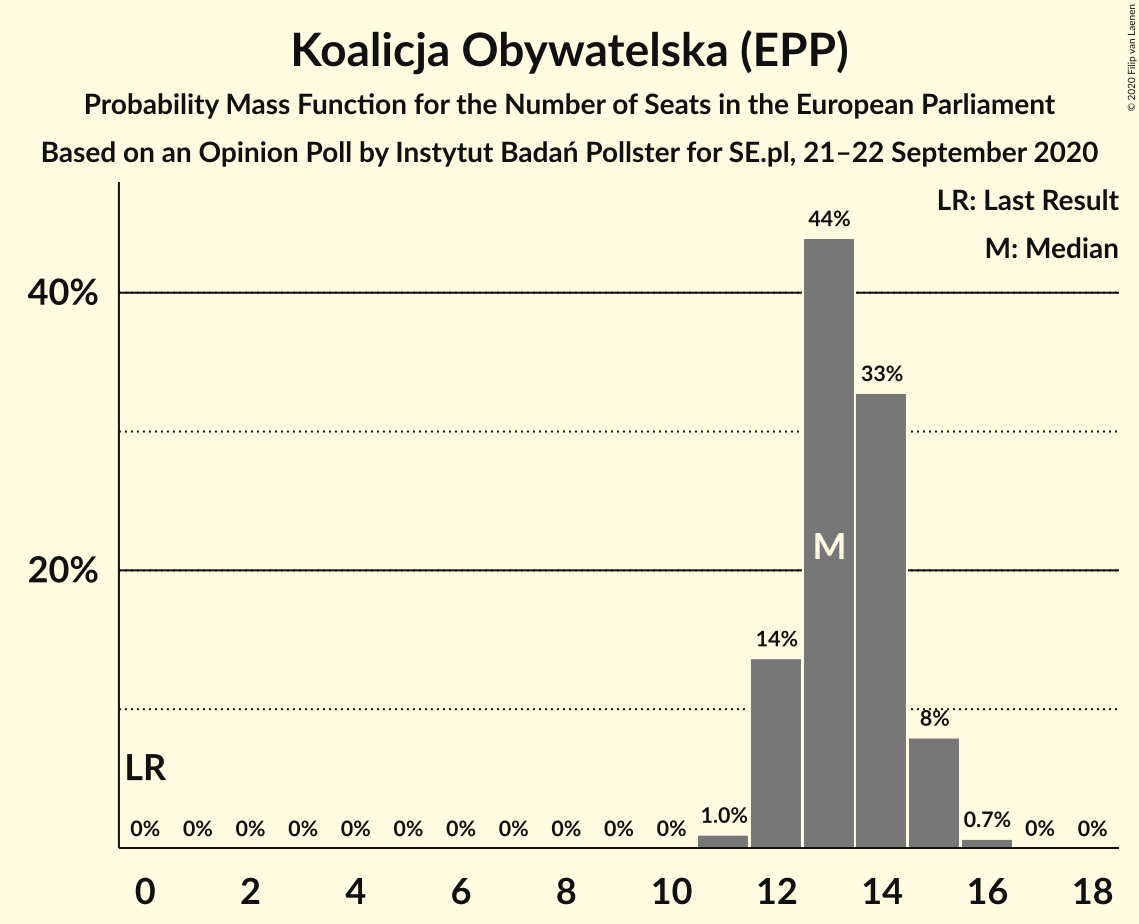 Koalicja Obywatelska (EPP)
Probability Mass Function for the Number of Seats in the European Parliament
Based on an Opinion Poll by Instytut Badań Pollster for SE.pl, 21–22 September 2020
© 2020 Filip van Laenen
LR: Last Result
M: Median
44%
40%
33%
M
20%
14%
8%
LR
0% 0% 0% 0% 0% 0% 0% 0% 0% 0% 0% 1.0% 0.7% 0% 0%
0 2 4 6 8 10 12 14 16 18